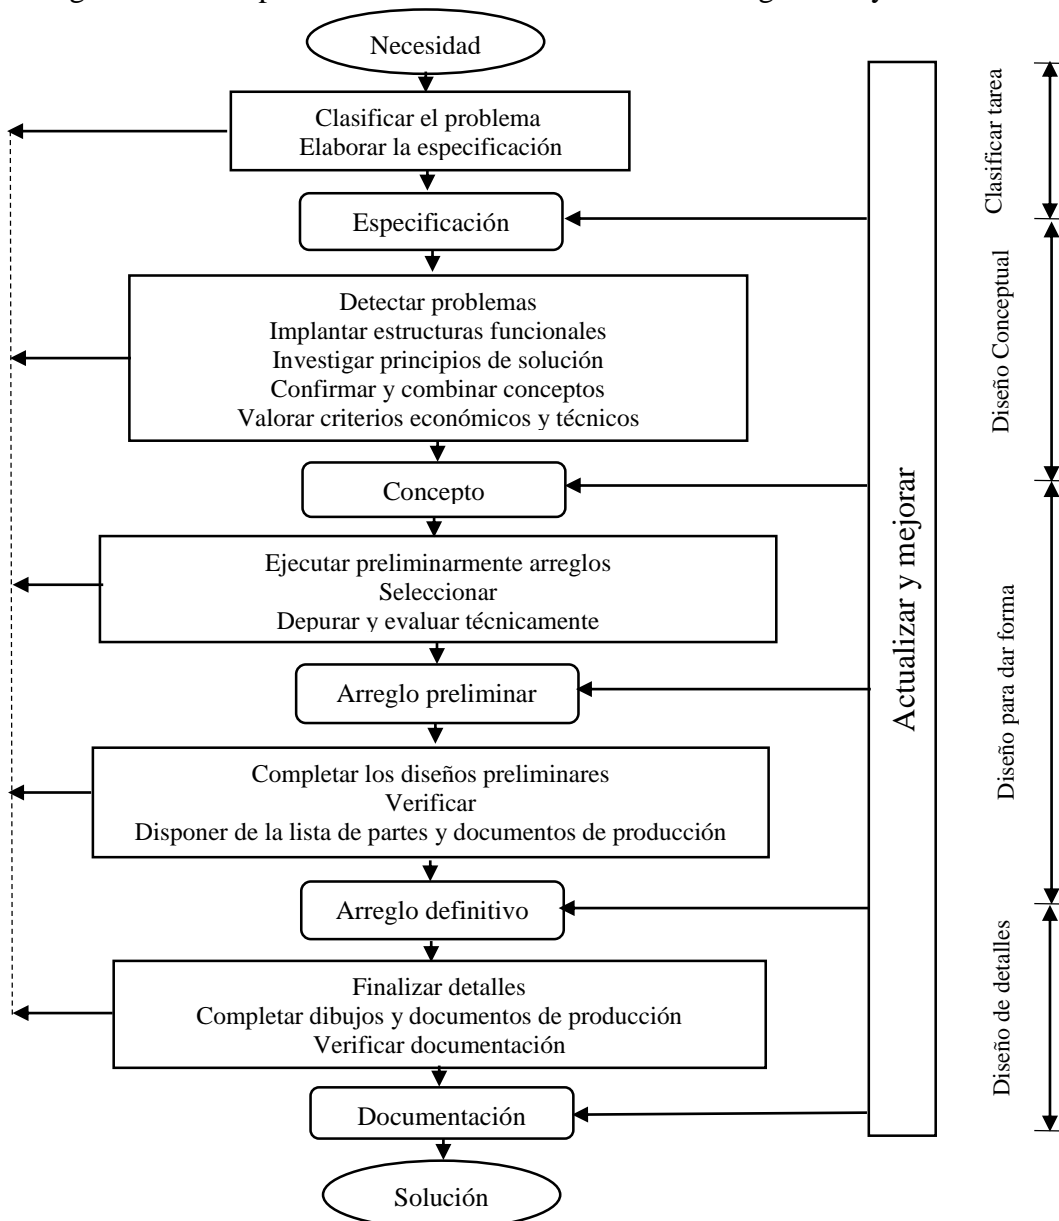 Necesidad
Clasificar el problema
Elaborar la especificación
Especificación
Detectar problemas
Implantar estructuras funcionales
Investigar principios de solución
Confirmar y combinar conceptos
Valorar criterios económicos y técnicos
Concepto
Ejecutar preliminarmente arreglos
Seleccionar
Depurar y evaluar técnicamente
Arreglo preliminar
Completar los diseños preliminares
Verificar
Disponer de la lista de partes y documentos de producción
Arreglo definitivo
Finalizar detalles
Completar dibujos y documentos de producción
Verificar documentación
Documentación
Solución
Actualizar y mejorar
Clasificar tarea
Diseño Conceptual
Diseño para dar forma
Diseño de detalles